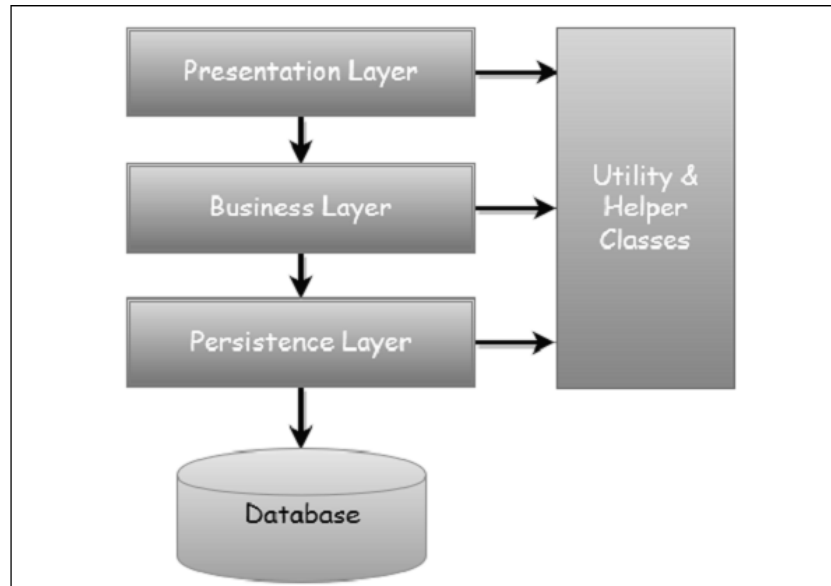 Presentation Layer
Business Layer
Utility &
Helper
Classes
Persistence Layer
Database